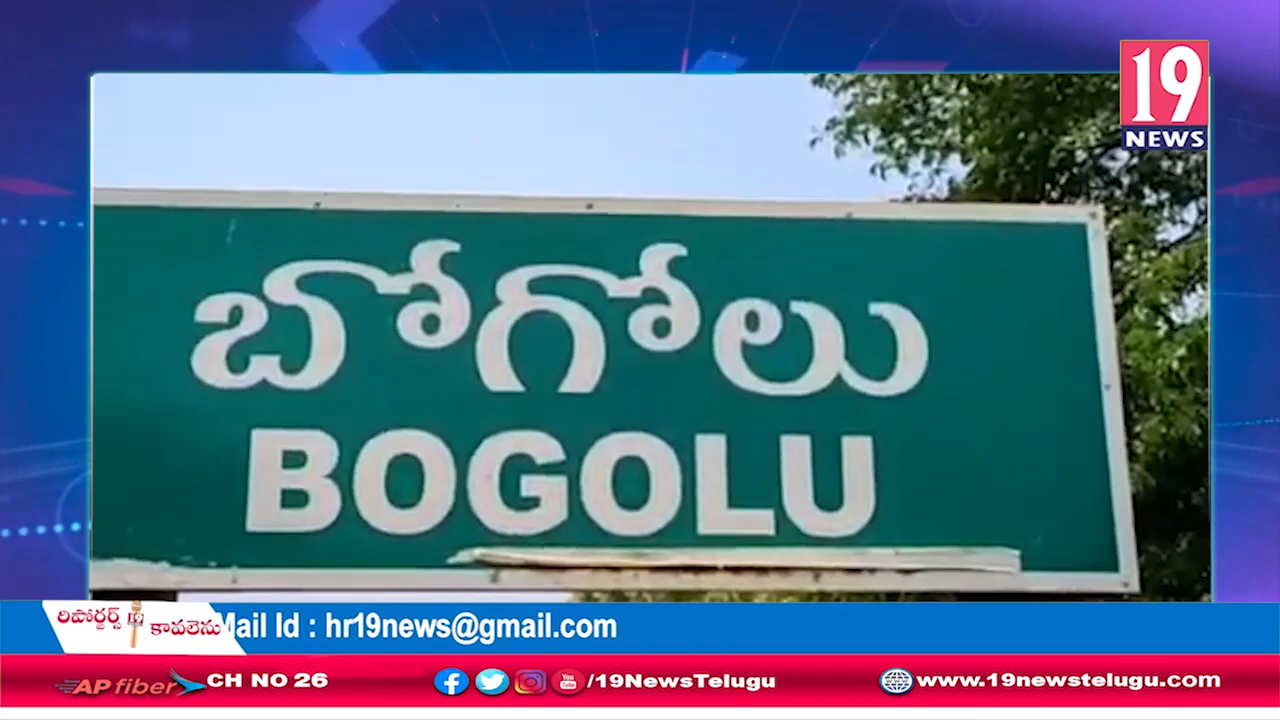 19
NEWS
బోగోలు
BOGOLU
రిపోర్టర్స్ కావలెను
Mail Id : hr19news@gmail.com
AP fiber CH NO 26
/19NewsTelugu
www.19newstelugu.com